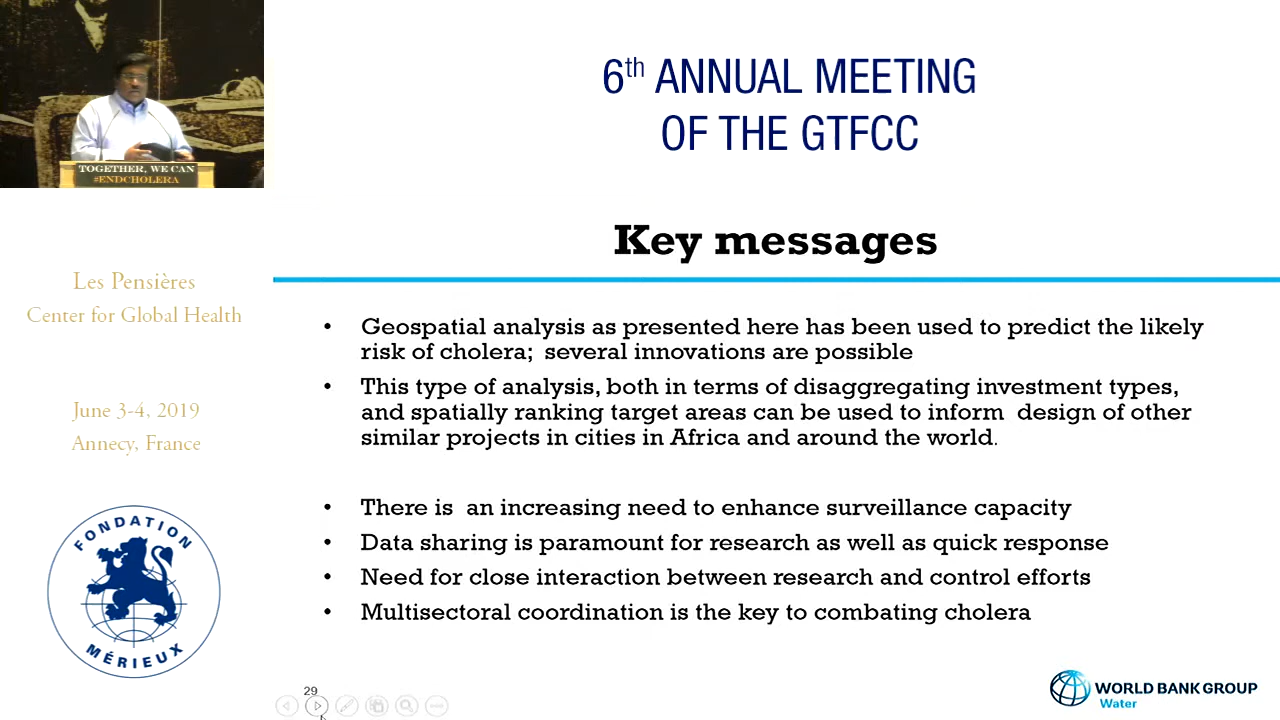 TOGETHER, WE CAN
#ENDCHOLERA
6th ANNUAL MEETING
OF THE GTFCC
Key messages
Les Pensières
Center for Global Health
June 3-4, 2019
Annecy, France
FONDATION
MÉRIEUX
• Geospatial analysis as presented here has been used to predict the likely
risk of cholera;  several innovations are possible
• This type of analysis, both in terms of disaggregating investment types,
and spatially ranking target areas can be used to inform  design of other
similar projects in cities in Africa and around the world.
• There is  an increasing need to enhance surveillance capacity
• Data sharing is paramount for research as well as quick response
• Need for close interaction between research and control efforts
• Multisectoral coordination is the key to combating cholera
29
WORLD BANK GROUP
Water